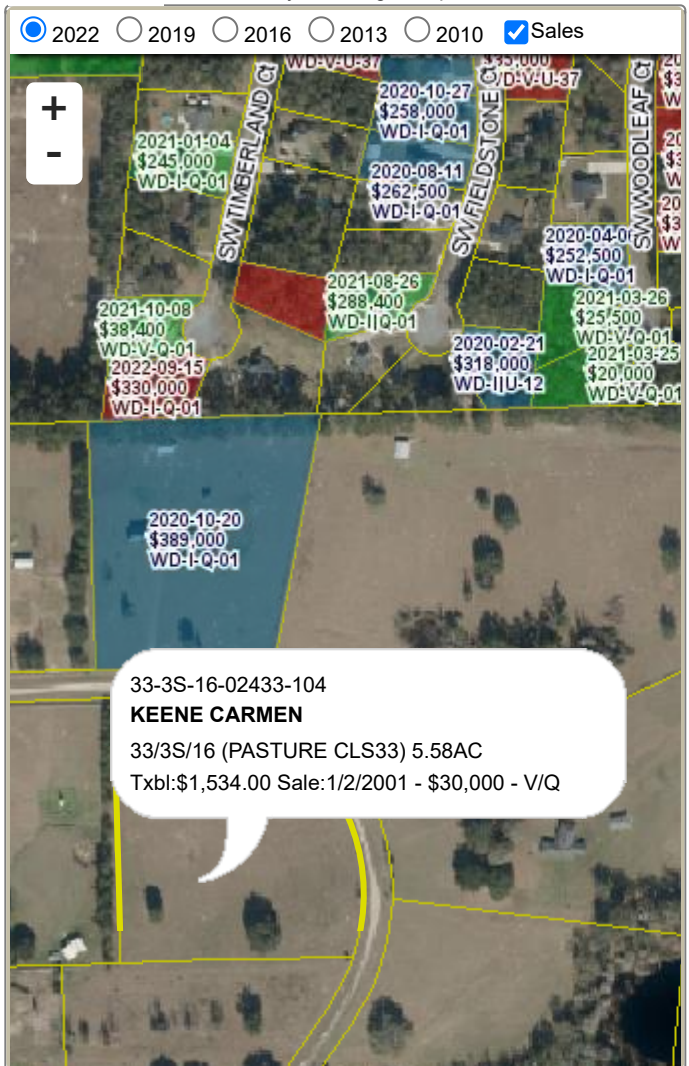 2022 2019 2016 2013 2010 Sales
+
-
WD-V-U-37
$35,000
WD-V-U-37
2020-10-27
$258,000
WD-I-Q-01
2021-01-04
$245,000
WD-I-Q-01
2020-08-11
$262,500
WD-I-Q-01
SW TIMBERLAND Ct
SW FIELDSTONE Ct
SW WOODLEAF Ct
2020-04-0
$252,500
WD-I-Q-01
2021-08-26
$288,400
WD-I|Q-01
2021-03-26
$25,500
WD-V-Q-01
2021-10-08
$38,400
WD-V-Q-01
2020-02-21
$318,000
WD-I|U-12
2021-03-25
$20,000
WD-V-Q-01
2022-09-15
$330,000
WD-I-Q-01
2020-10-20
$389,000
WD-I-Q-01
33-3S-16-02433-104
KEENE CARMEN
33/3S/16 (PASTURE CLS33) 5.58AC
Txbl:$1,534.00 Sale:1/2/2001 - $30,000 - V/Q